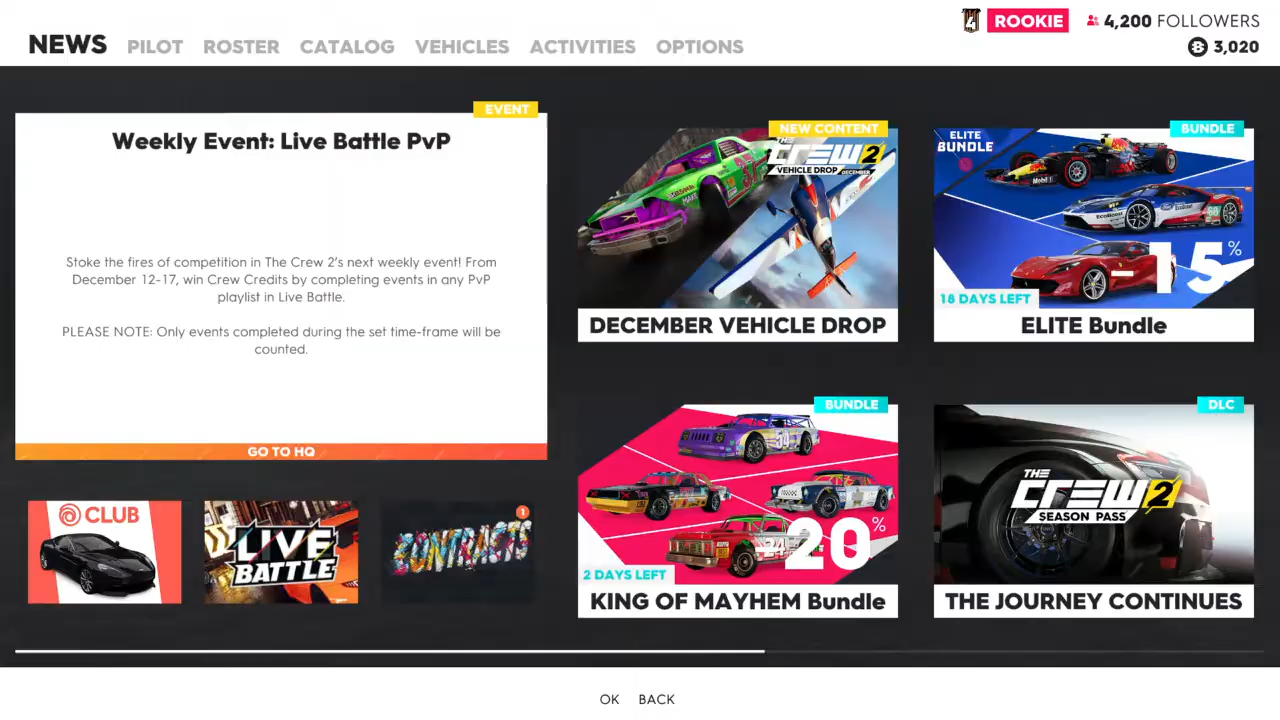 NEWS PILOT ROSTER CATALOG VEHICLES ACTIVITIES OPTIONS
4 ROOKIE 4,200 FOLLOWERS
3,020
EVENT
Weekly Event: Live Battle PvP
Stoke the fires of competition in The Crew 2's next weekly event! From
December 12-17, win Crew Credits by completing events in any PvP
playlist in Live Battle.
PLEASE NOTE: Only events completed during the set time-frame will be
counted.
GO TO HQ
CLUB
LIVE
BATTLE
CONTRACTS
1
NEW CONTENT
THE
CREW 2
VEHICLE DROP DECEMBER
DECEMBER VEHICLE DROP
BUNDLE
ELITE
BUNDLE
-15%
18 DAYS LEFT
ELITE Bundle
BUNDLE
54
-20%
2 DAYS LEFT
KING OF MAYHEM Bundle
DLC
THE
CREW 2
SEASON PASS
THE JOURNEY CONTINUES
OK BACK